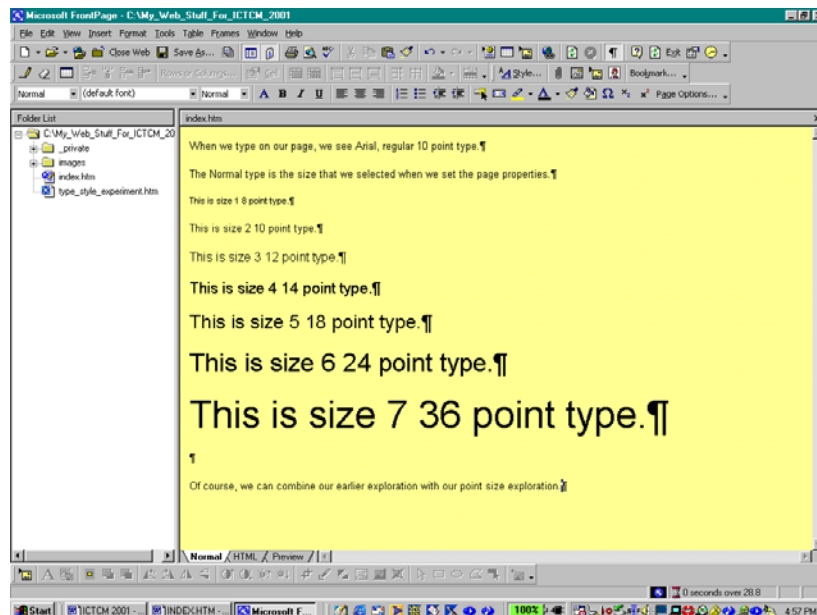 Microsoft FrontPage - C:\My_Web_Stuff_For_ICTCM_2001
File Edit View Insert Format Tools Table Frames Window Help
Close Web Save As... Exit
Rows or Columns... Cell Style... Bookmark...
Normal (default font) Normal A B I U Page Options...
Folder List
index.htm
C:\My_Web_Stuff_For_ICTCM_20
_private
images
index.htm
type_style_experiment.htm
When we type on our page, we see Arial, regular 10 point type.¶
The Normal type is the size that we selected when we set the page properties.¶
This is size 1 8 point type.¶
This is size 2 10 point type.¶
This is size 3 12 point type.¶
This is size 4 14 point type.¶
This is size 5 18 point type.¶
This is size 6 24 point type.¶
This is size 7 36 point type.¶
¶
Of course, we can combine our earlier exploration with our point size exploration.¶
Normal HTML Preview
0 seconds over 28.8
Start ICTCM 2001 - ... INDEX.HTM - ... Microsoft F... 100% 4:57 PM